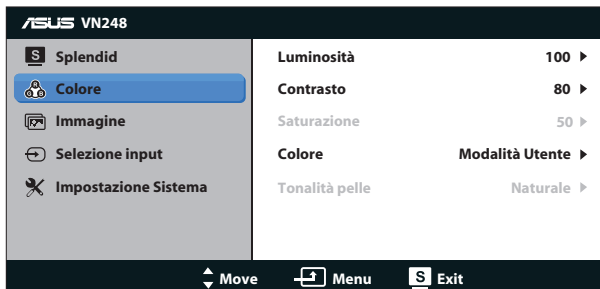 ASUS VN248
S Splendid
Colore
Immagine
Selezione input
Impostazione Sistema
Luminosità 100
Contrasto 80
Saturazione 50
Colore Modalità Utente
Tonalità pelle Naturale
Move Menu S Exit